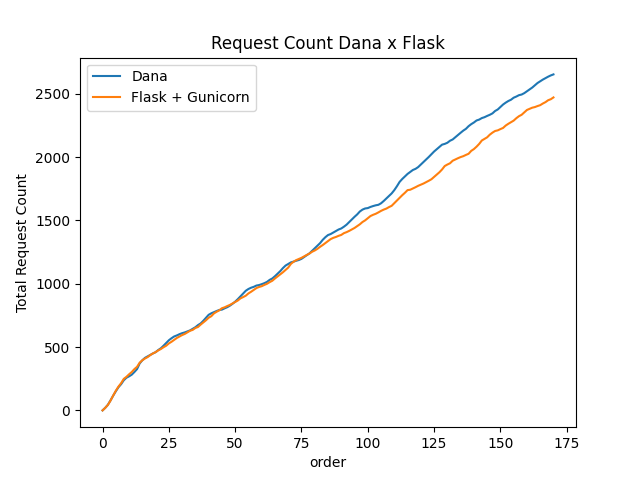 Request Count Dana x Flask
Dana
Flask + Gunicorn
Total Request Count
2500
2000
1500
1000
500
0
0 25 50 75 100 125 150 175
order